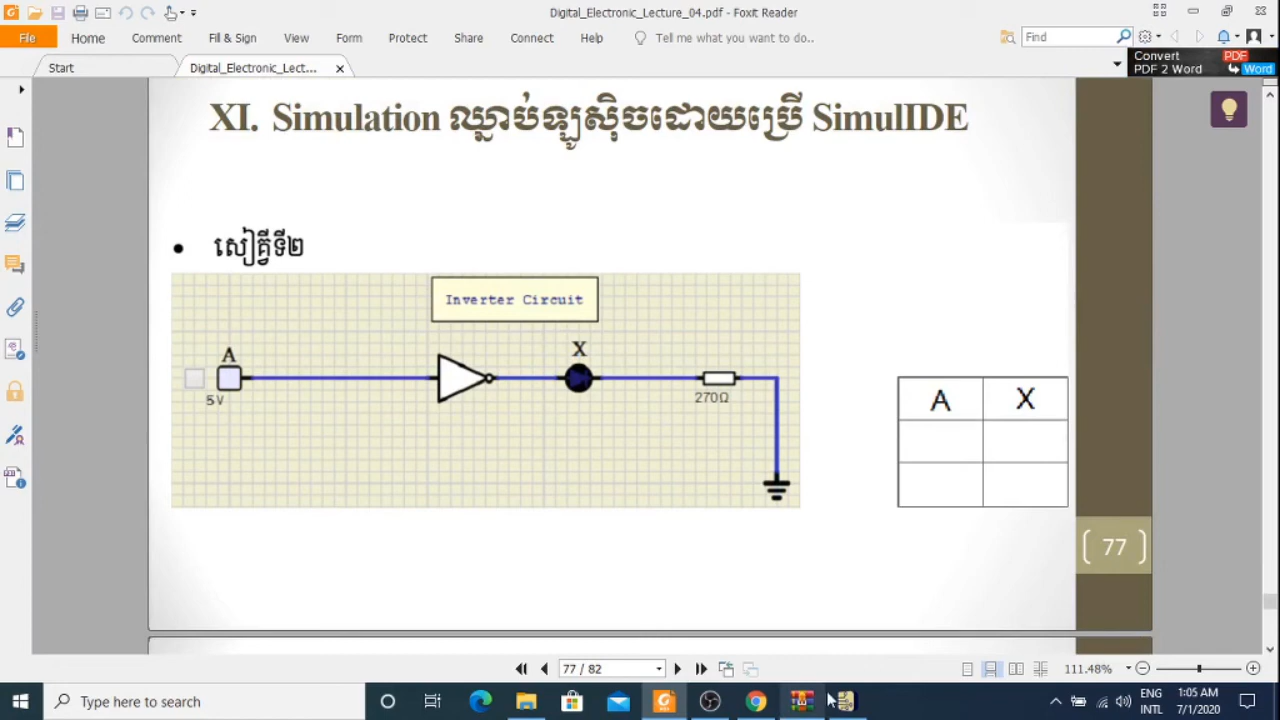 Digital_Electronic_Lecture_04.pdf - Foxit Reader
File Home Comment Fill & Sign View Form Protect Share Connect Help Tell me what you want to do.. Find
Start Digital_Electronic_Lect... Convert PDF
PDF 2 Word Word
XI. Simulation ឈ្នាប់ឡូស៊ិចដោយប្រើ SimulIDE
• សៀគ្វីទី២
Inverter Circuit
A X
5V 270Ω
A X
[ 77 ]
77 / 82 111.48%
Type here to search ENG 1:05 AM
INTL 7/1/2020